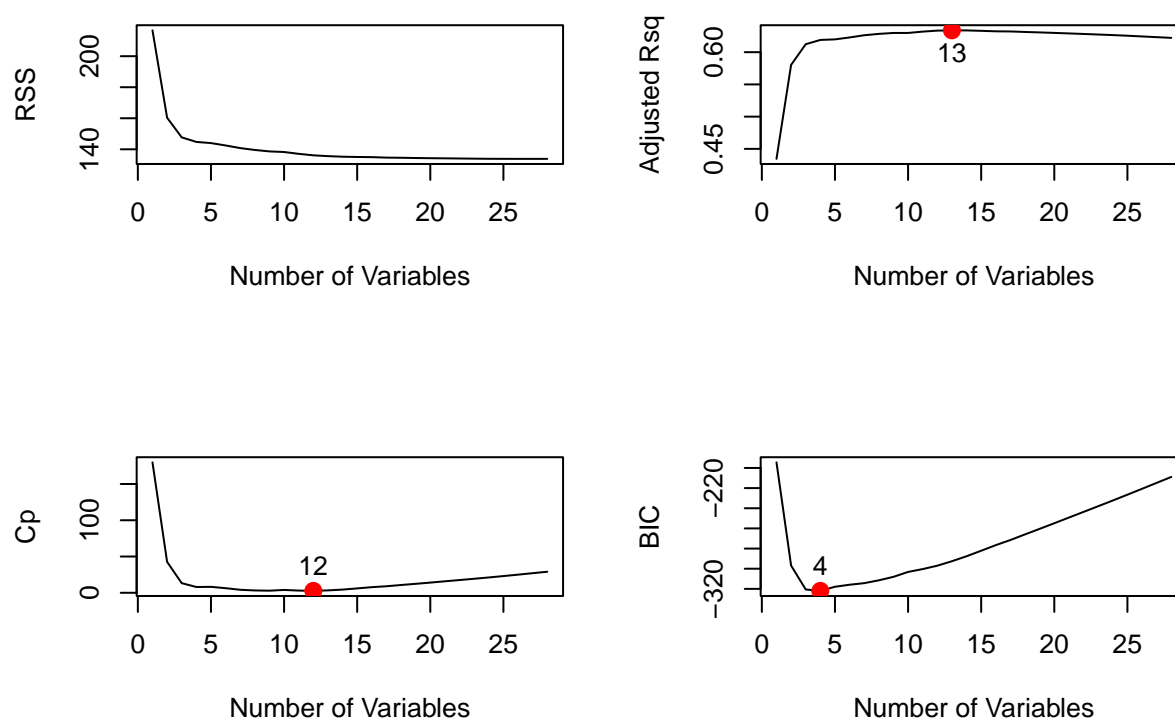 RSS
200
140
0 5 10 15 20 25
Number of Variables
Adjusted Rsq
0.60
0.45
13
0 5 10 15 20 25
Number of Variables
Cp
100
0
12
0 5 10 15 20 25
Number of Variables
BIC
−220
−320
4
0 5 10 15 20 25
Number of Variables